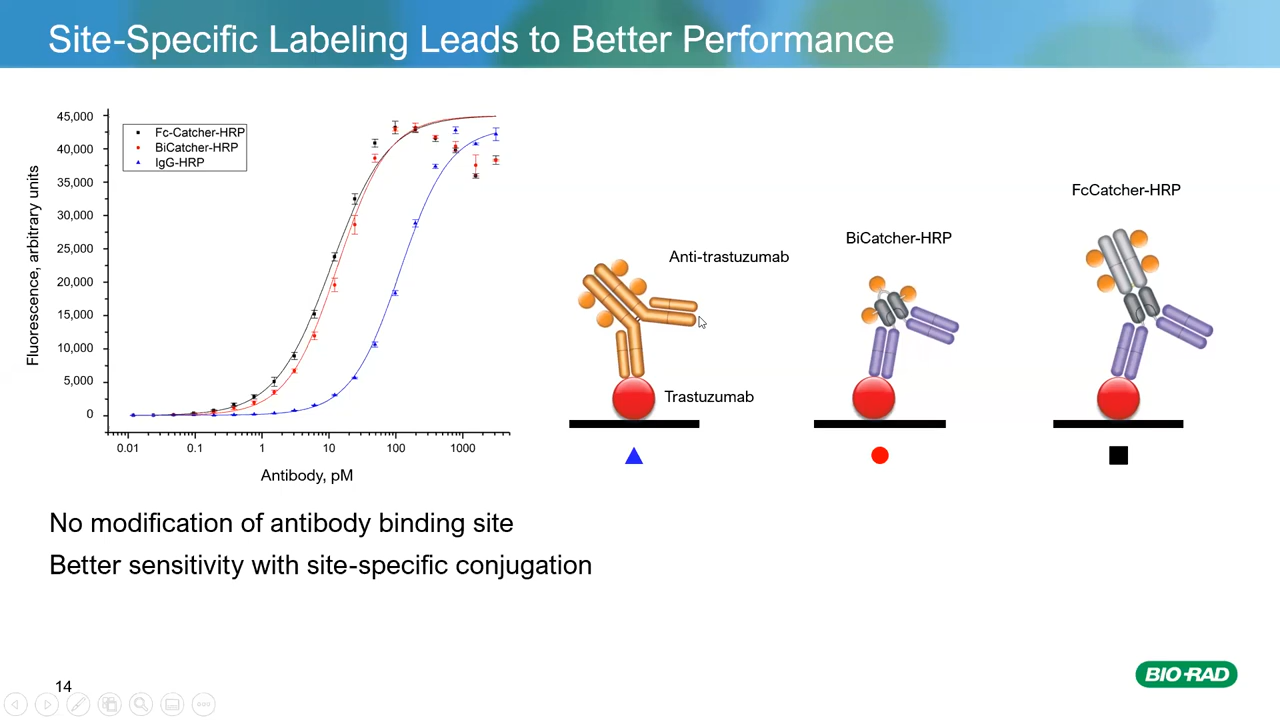 Site-Specific Labeling Leads to Better Performance
Fluorescence, arbitrary units
45,000
40,000
35,000
30,000
25,000
20,000
15,000
10,000
5,000
0
Fc-Catcher-HRP
BiCatcher-HRP
IgG-HRP
0.01
0.1
1
10
100
1000
Antibody, pM
Anti-trastuzumab
Trastuzumab
BiCatcher-HRP
FcCatcher-HRP
No modification of antibody binding site
Better sensitivity with site-specific conjugation
14
BIO-RAD